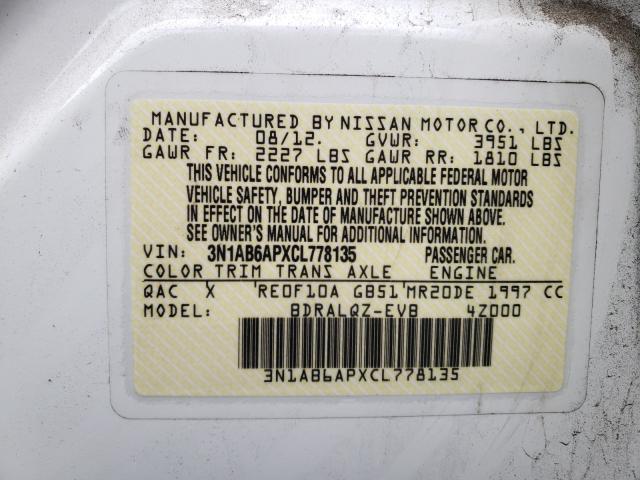 MANUFACTURED BY NISSAN MOTOR CO., LTD.
DATE: 08/12. GVWR: 3951 LBS
GAWR FR: 2227 LBS GAWR RR: 1810 LBS
THIS VEHICLE CONFORMS TO ALL APPLICABLE FEDERAL MOTOR
VEHICLE SAFETY, BUMPER AND THEFT PREVENTION STANDARDS
IN EFFECT ON THE DATE OF MANUFACTURE SHOWN ABOVE.
SEE OWNER'S MANUAL FOR ADDITIONAL INFORMATION.
VIN: 3N1AB6APXCL778135 PASSENGER CAR.
COLOR TRIM TRANS AXLE ENGINE
QAC X RE0F10A GB51 MR20DE 1997 CC
MODEL: BDRALQZ-EVB 4Z000
3N1AB6APXCL778135